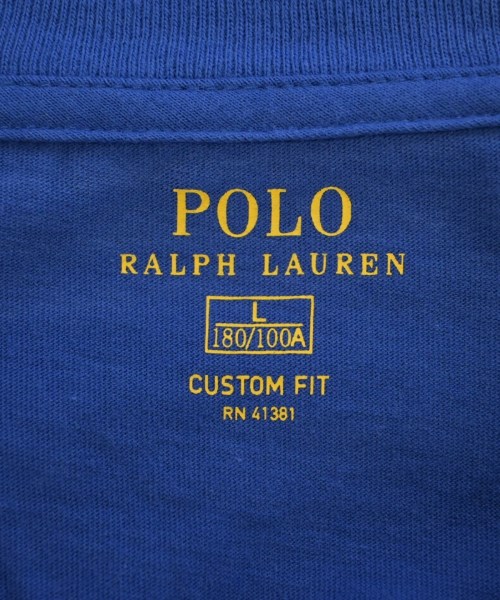 POLO
RALPH LAUREN
L
180/100A
CUSTOM FIT
RN 41381